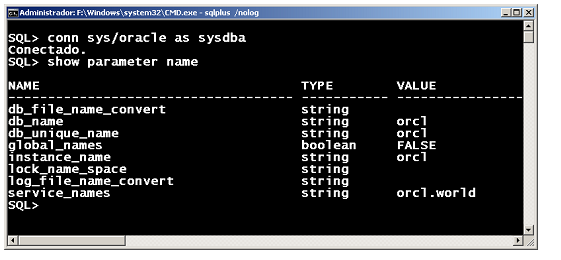 Administrador: F:\Windows\system32\CMD.exe - sqlplus /nolog
SQL> conn sys/oracle as sysdba
Conectado.
SQL> show parameter name
NAME TYPE VALUE
------------------------------------ ----------- ----------------
db_file_name_convert string
db_name string orcl
db_unique_name string orcl
global_names boolean FALSE
instance_name string orcl
lock_name_space string
log_file_name_convert string
service_names string orcl.world
SQL>